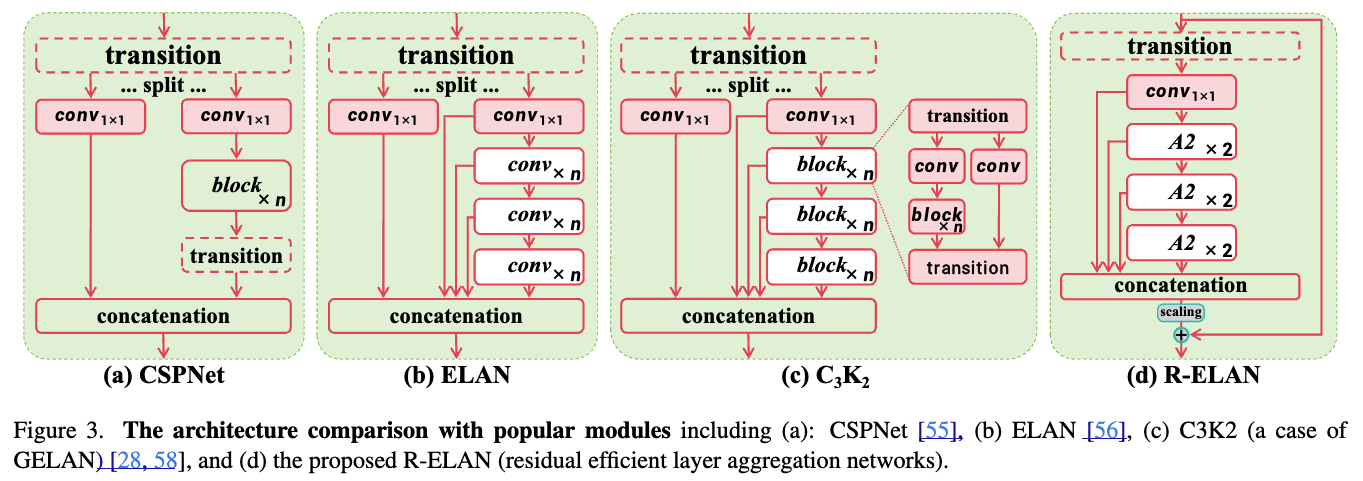 transition
... split ...
conv1×1
conv1×1
block× n
transition
concatenation
(a) CSPNet
transition
... split ...
conv1×1
conv1×1
conv× n
conv× n
conv× n
concatenation
(b) ELAN
transition
... split ...
conv1×1
conv1×1
block× n
block× n
block× n
concatenation
transition
conv
conv
block× n
transition
(c) C3K2
transition
conv1×1
A2 × 2
A2 × 2
A2 × 2
concatenation
scaling
+
(d) R-ELAN
Figure 3. The architecture comparison with popular modules including (a): CSPNet [55], (b) ELAN [56], (c) C3K2 (a case of
GELAN) [28, 58], and (d) the proposed R-ELAN (residual efficient layer aggregation networks).